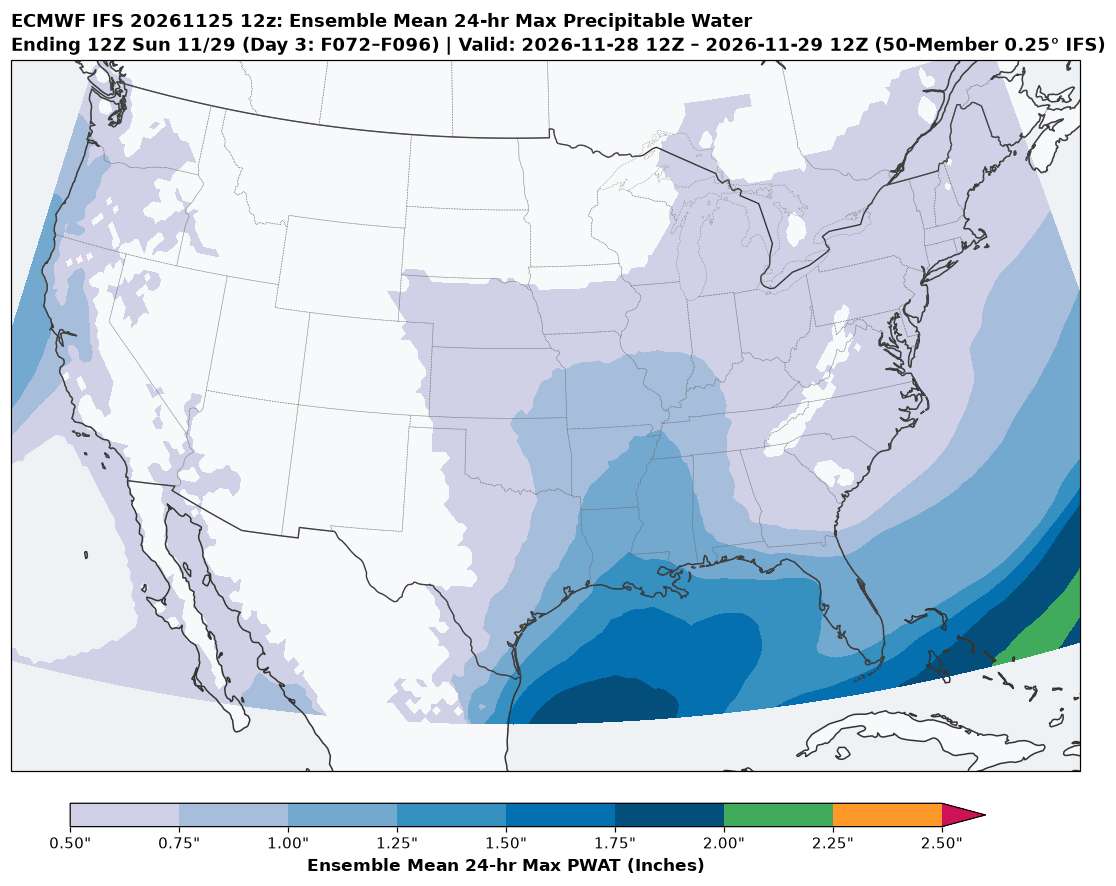 ECMWF IFS 20261125 12z: Ensemble Mean 24-hr Max Precipitable Water
Ending 12Z Sun 11/29 (Day 3: F072–F096) | Valid: 2026-11-28 12Z – 2026-11-29 12Z (50-Member 0.25° IFS)
0.50" 0.75" 1.00" 1.25" 1.50" 1.75" 2.00" 2.25" 2.50"
Ensemble Mean 24-hr Max PWAT (Inches)